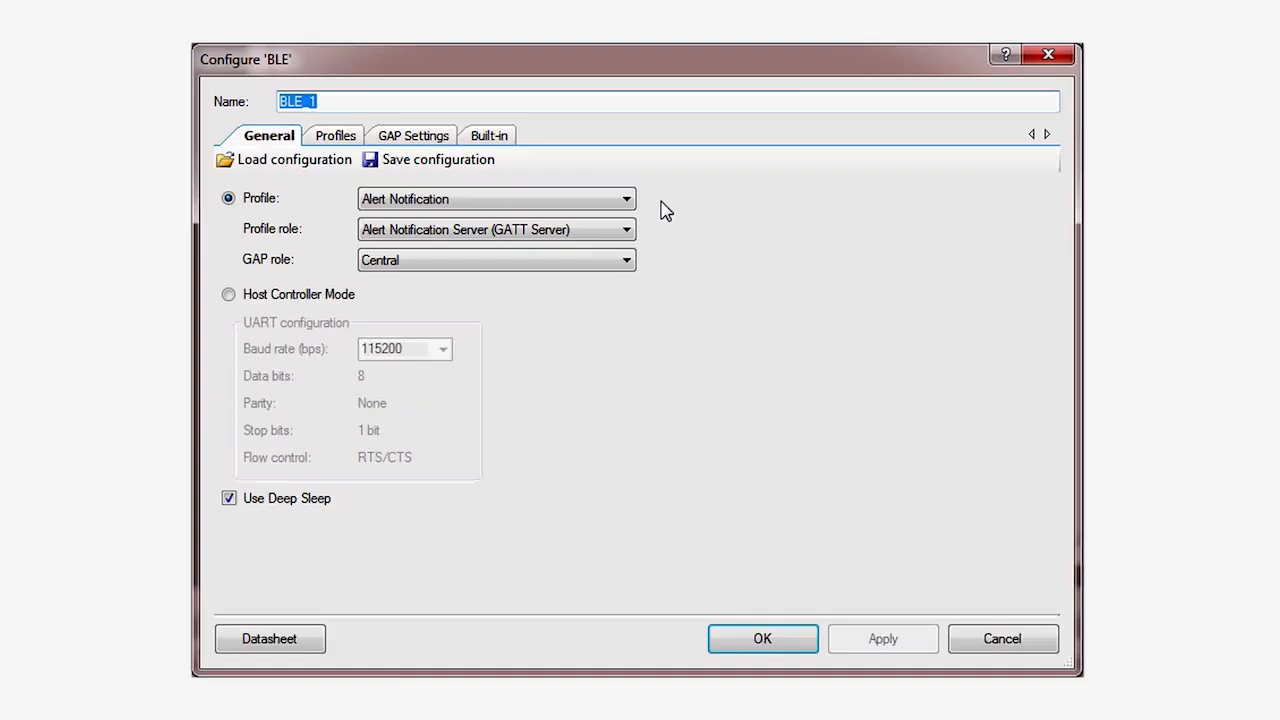 Configure 'BLE'
?
Name: BLE_1
General Profiles GAP Settings Built-in
Load configuration Save configuration
Profile: Alert Notification
Profile role: Alert Notification Server (GATT Server)
GAP role: Central
Host Controller Mode
UART configuration
Baud rate (bps): 115200
Data bits: 8
Parity: None
Stop bits: 1 bit
Flow control: RTS/CTS
Use Deep Sleep
Datasheet OK Apply Cancel